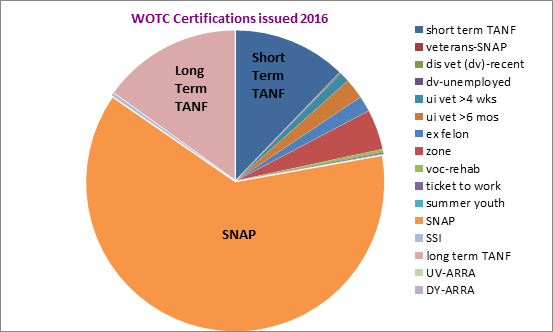 WOTC Certifications issued 2016
Short
Term
TANF
Long
Term
TANF
SNAP
short term TANF
veterans-SNAP
dis vet (dv)-recent
dv-unemployed
ui vet >4 wks
ui vet >6 mos
ex felon
zone
voc-rehab
ticket to work
summer youth
SNAP
SSI
long term TANF
UV-ARRA
DY-ARRA